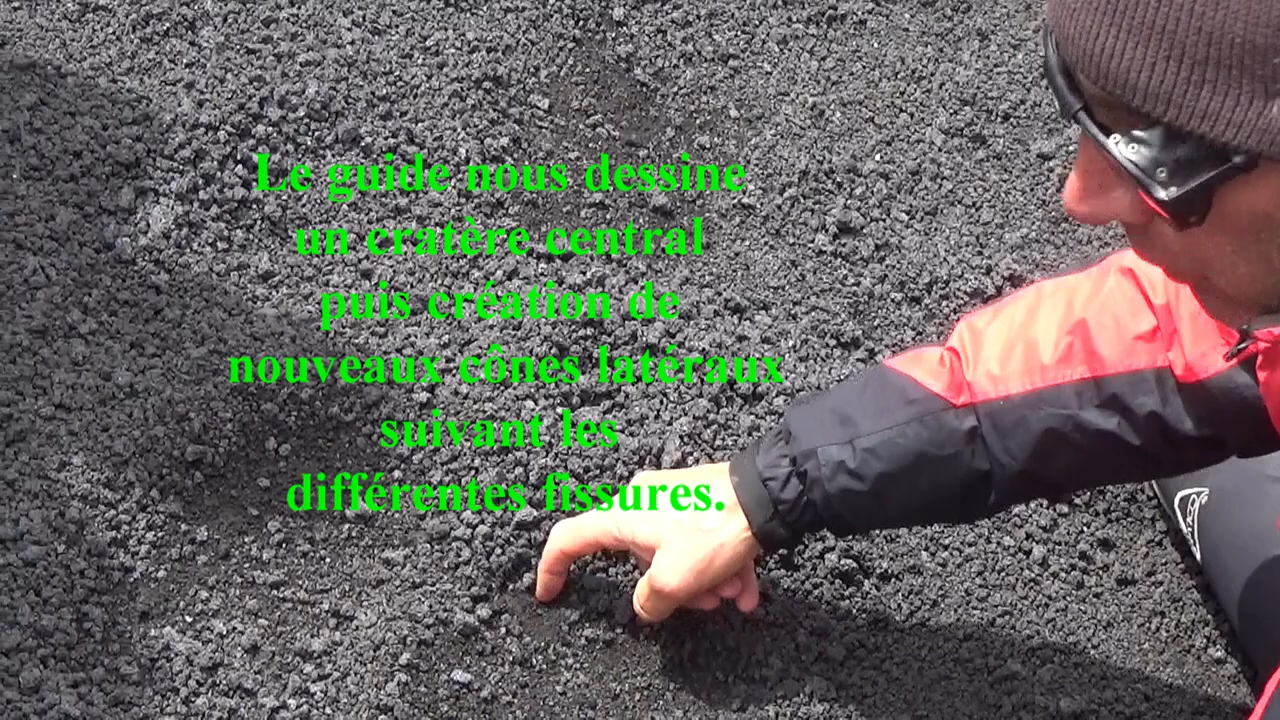 Le guide nous dessine
un cratère central
puis création de
nouveaux cônes latéraux
suivant les
différentes fissures.